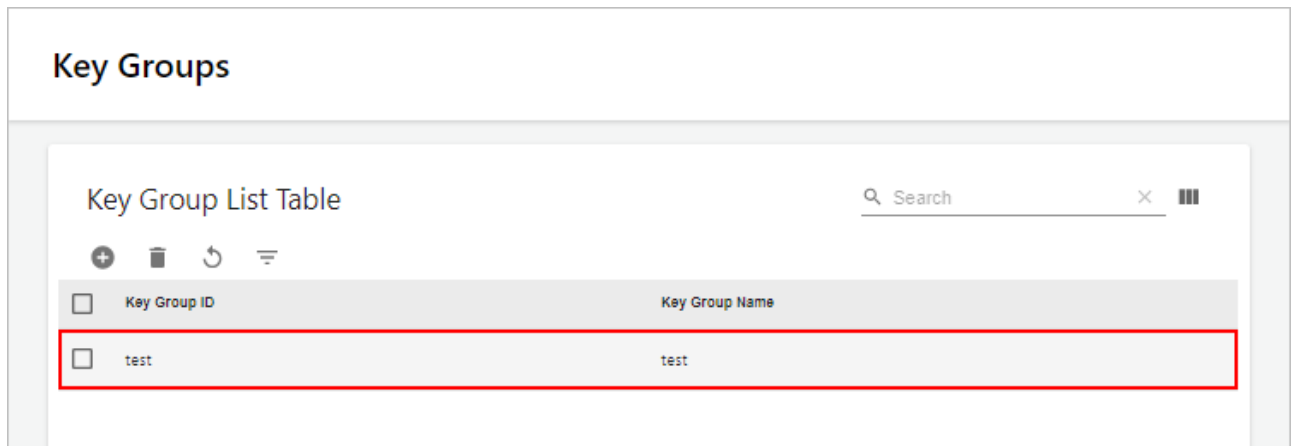 Key Groups
Key Group List Table
Search
Key Group ID Key Group Name
test test